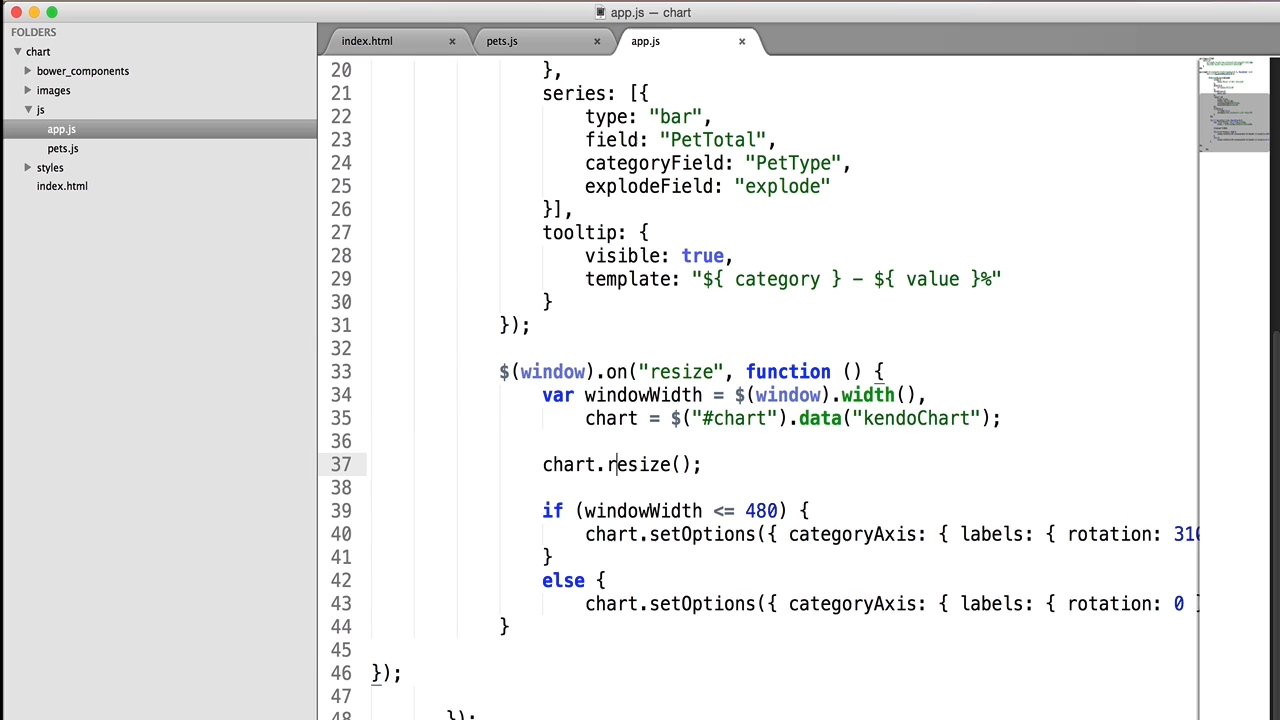 app.js — chart
FOLDERS
chart
bower_components
images
js
app.js
pets.js
styles
index.html
index.html ×
pets.js ×
app.js ×
20 },
21 series: [{
22 type: "bar",
23 field: "PetTotal",
24 categoryField: "PetType",
25 explodeField: "explode"
26 }],
27 tooltip: {
28 visible: true,
29 template: "${ category } - ${ value }%"
30 }
31 });
32
33 $(window).on("resize", function () {
34 var windowWidth = $(window).width(),
35 chart = $("#chart").data("kendoChart");
36
37 chart.resize();
38
39 if (windowWidth <= 480) {
40 chart.setOptions({ categoryAxis: { labels: { rotation: 310
41 }
42 else {
43 chart.setOptions({ categoryAxis: { labels: { rotation: 0 }
44 }
45
46 });
47
48 });